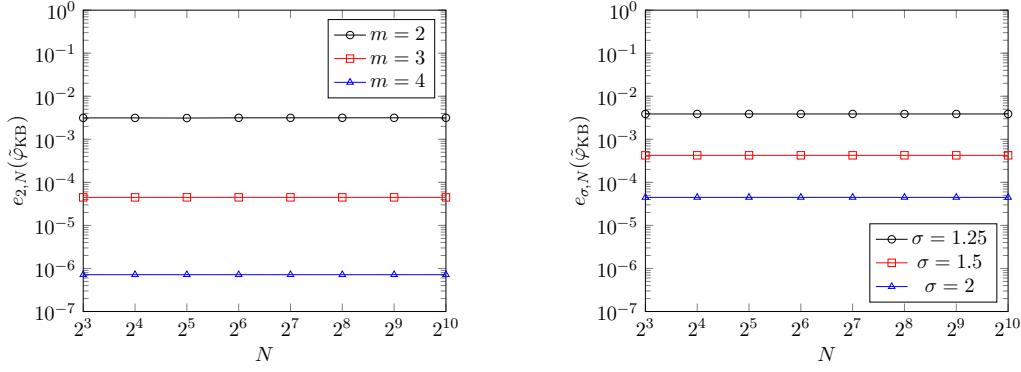 10^0
10^{-1}
10^{-2}
10^{-3}
10^{-4}
10^{-5}
10^{-6}
10^{-7}
e_{2,N}(φ̃_{KB})
m = 2
m = 3
m = 4
2^3 2^4 2^5 2^6 2^7 2^8 2^9 2^{10}
N
10^0
10^{-1}
10^{-2}
10^{-3}
10^{-4}
10^{-5}
10^{-6}
10^{-7}
e_{σ,N}(φ̃_{KB})
σ = 1.25
σ = 1.5
σ = 2
2^3 2^4 2^5 2^6 2^7 2^8 2^9 2^{10}
N